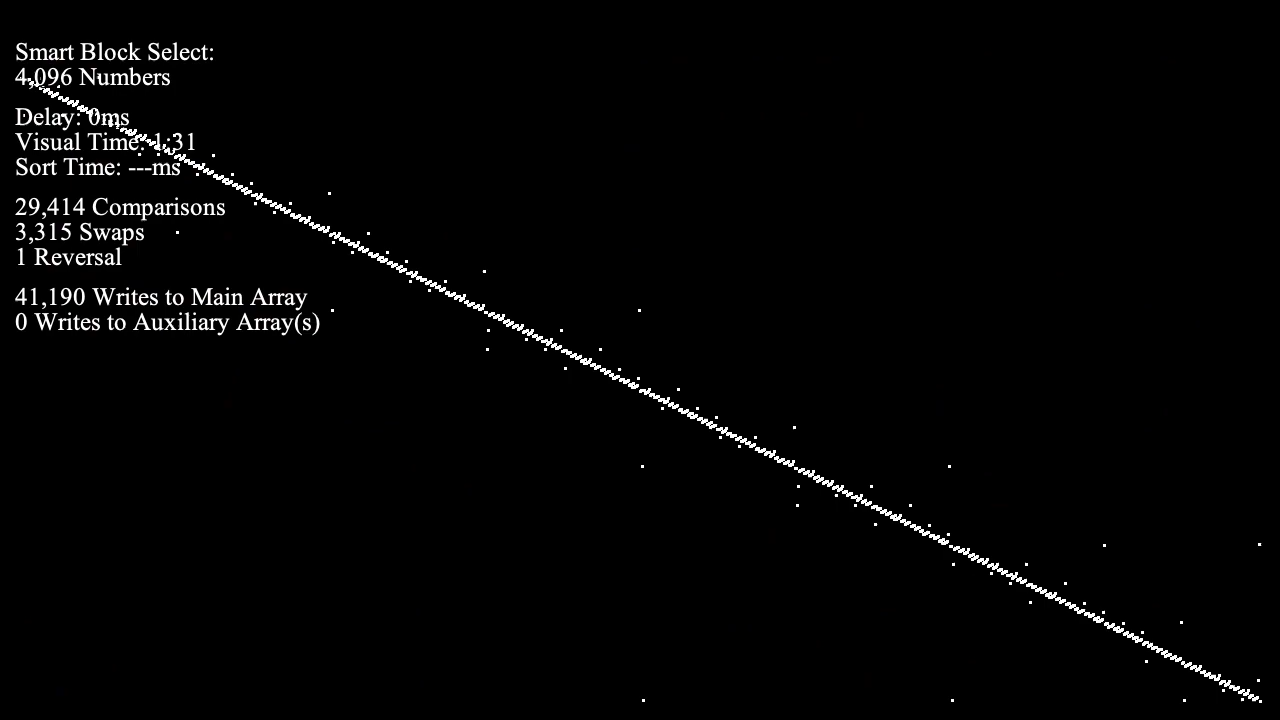 Smart Block Select:
4,096 Numbers
Delay: 0ms
Visual Time: 1:31
Sort Time: ---ms
29,414 Comparisons
3,315 Swaps
1 Reversal
41,190 Writes to Main Array
0 Writes to Auxiliary Array(s)